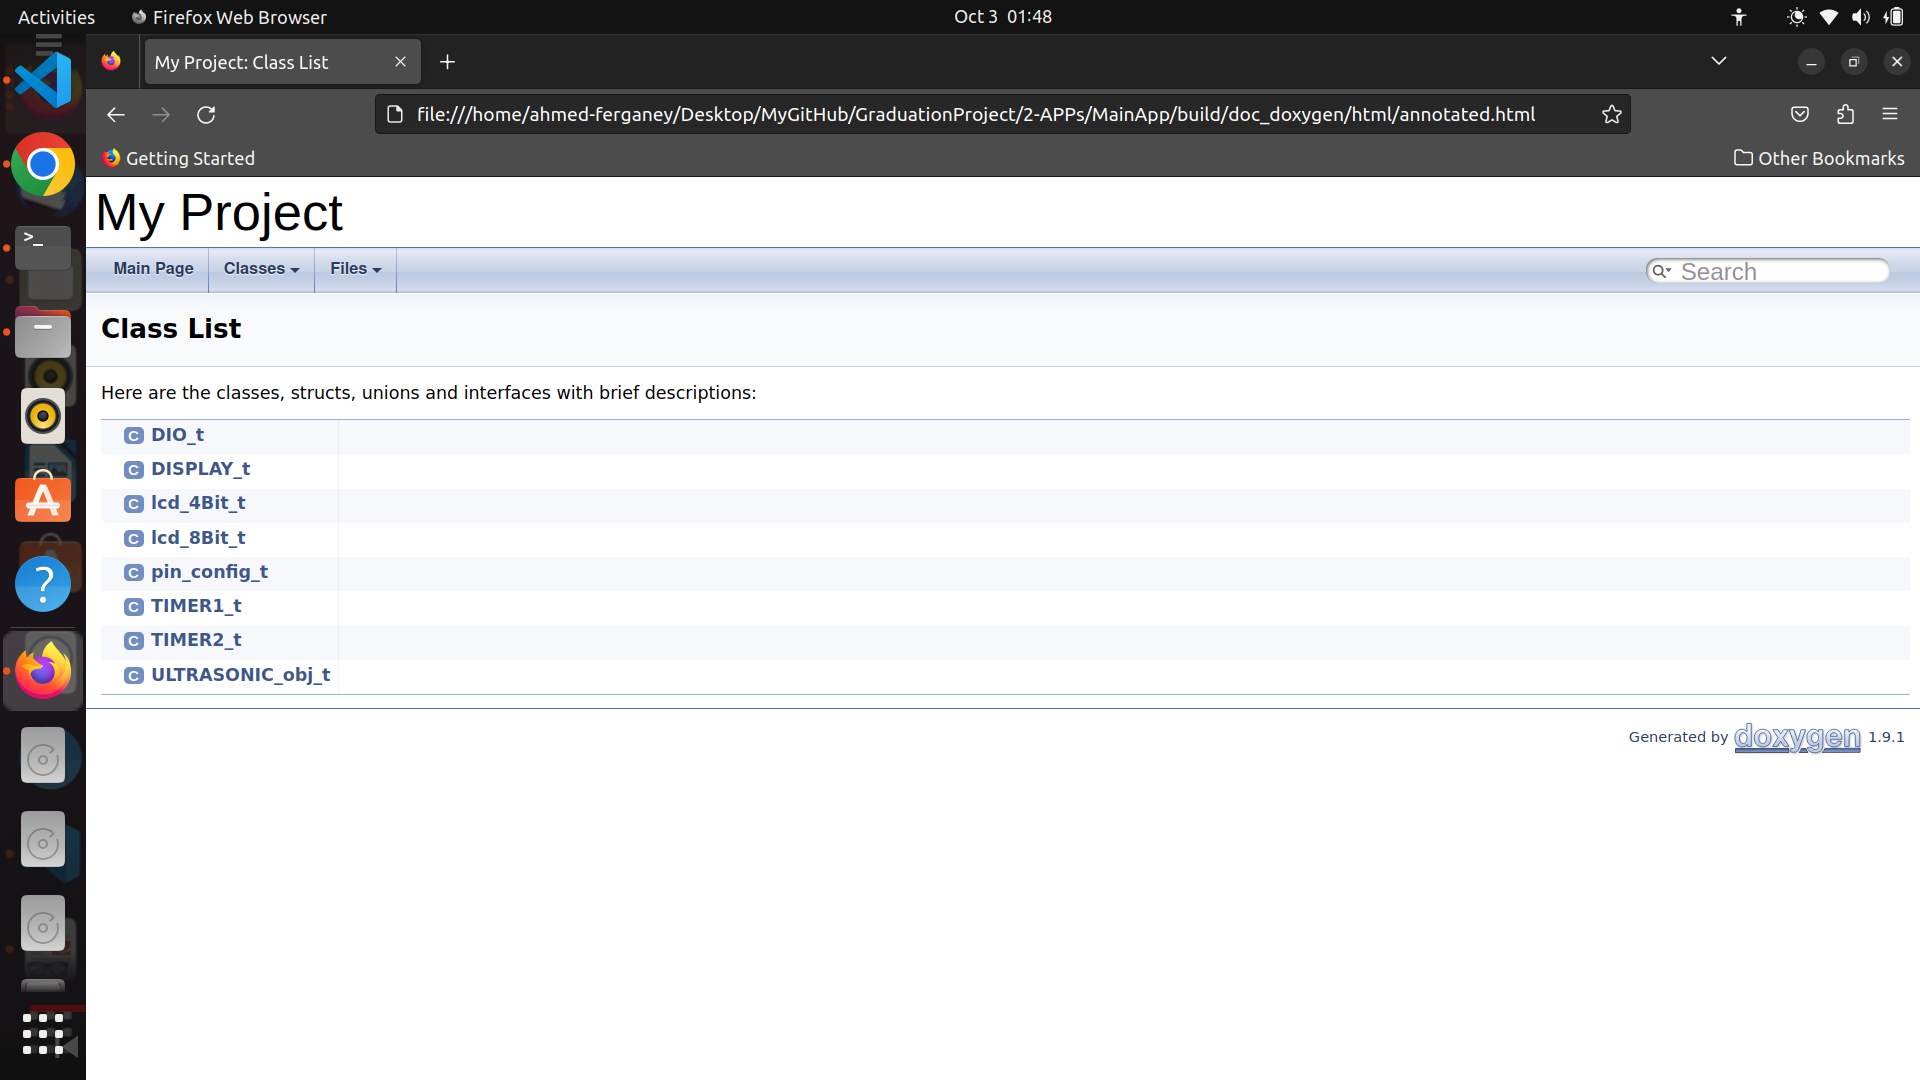 Activities
Firefox Web Browser
Oct 3 01:48
My Project: Class List
file:///home/ahmed-ferganey/Desktop/MyGitHub/GraduationProject/2-APPs/MainApp/build/doc_doxygen/html/annotated.html
Getting Started
Other Bookmarks
My Project
Main Page
Classes
Files
Search
Class List
Here are the classes, structs, unions and interfaces with brief descriptions:
C DIO_t
C DISPLAY_t
C lcd_4Bit_t
C lcd_8Bit_t
C pin_config_t
C TIMER1_t
C TIMER2_t
C ULTRASONIC_obj_t
Generated by doxygen 1.9.1